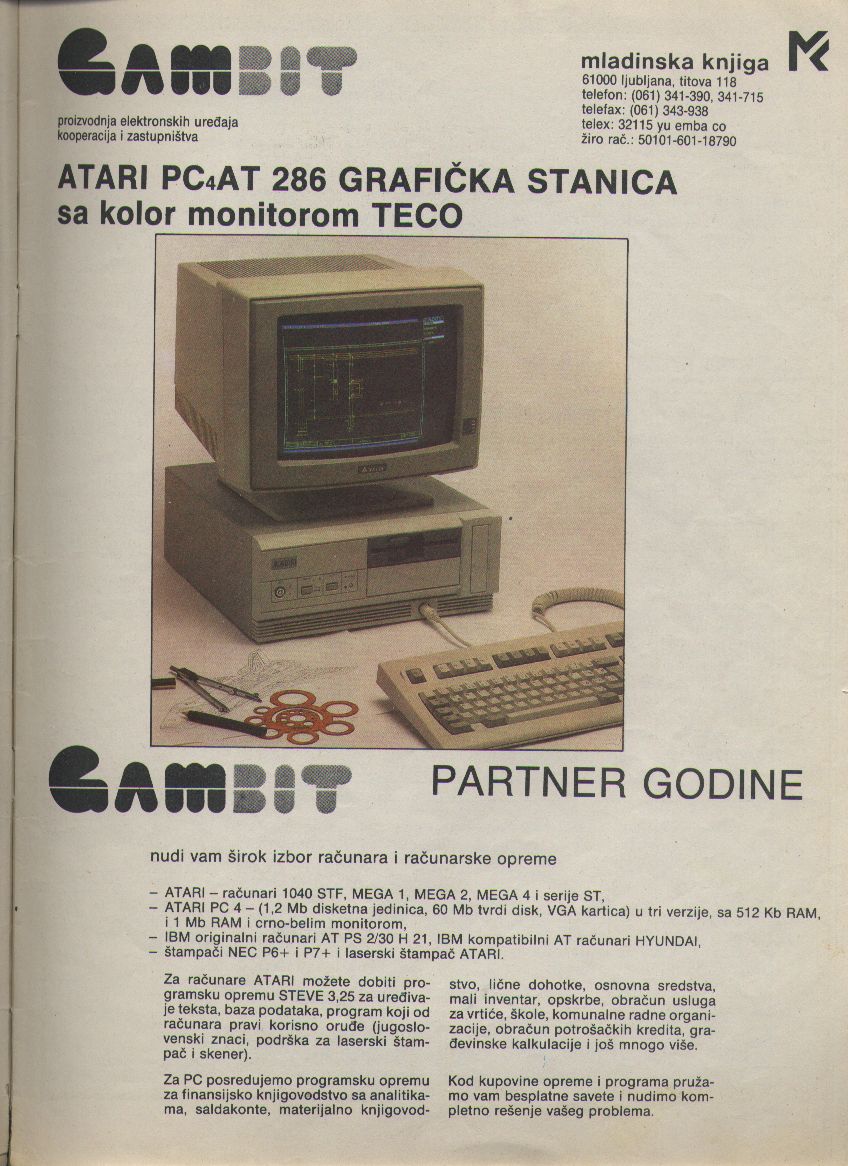 GAMBIT
proizvodnja elektronskih uređaja
kooperacija i zastupništva
mladinska knjiga
61000 ljubljana, titova 118
telefon: (061) 341-390, 341-715
telefax: (061) 343-938
telex: 32115 yu emba co
žiro rač.: 50101-601-18790
ATARI PC4AT 286 GRAFIČKA STANICA
sa kolor monitorom TECO
ATARI
ATARI
GAMBIT
PARTNER GODINE
nudi vam širok izbor računara i računarske opreme
– ATARI – računari 1040 STF, MEGA 1, MEGA 2, MEGA 4 i serije ST,
– ATARI PC 4 – (1,2 Mb disketna jedinica, 60 Mb tvrdi disk, VGA kartica) u tri verzije, sa 512 Kb RAM,
i 1 Mb RAM i crno-belim monitorom,
– IBM originalni računari AT PS 2/30 H 21, IBM kompatibilni AT računari HYUNDAI,
– štampači NEC P6+ i P7+ i laserski štampač ATARI.
Za računare ATARI možete dobiti pro-
gramsku opremu STEVE 3,25 za uređiva-
je teksta, baza podataka, program koji od
računara pravi korisno oruđe (jugoslo-
venski znaci, podrška za laserski štam-
pač i skener).
Za PC posredujemo programsku opremu
za finansijsko knjigovodstvo sa analitika-
ma, saldakonte, materijalno knjigovod-
stvo, lične dohotke, osnovna sredstva,
mali inventar, opskrbe, obračun usluga
za vrtiće, škole, komunalne radne organi-
zacije, obračun potrošačkih kredita, gra-
đevinske kalkulacije i još mnogo više.
Kod kupovine opreme i programa pruža-
mo vam besplatne savete i nudimo kom-
pletno rešenje vašeg problema.